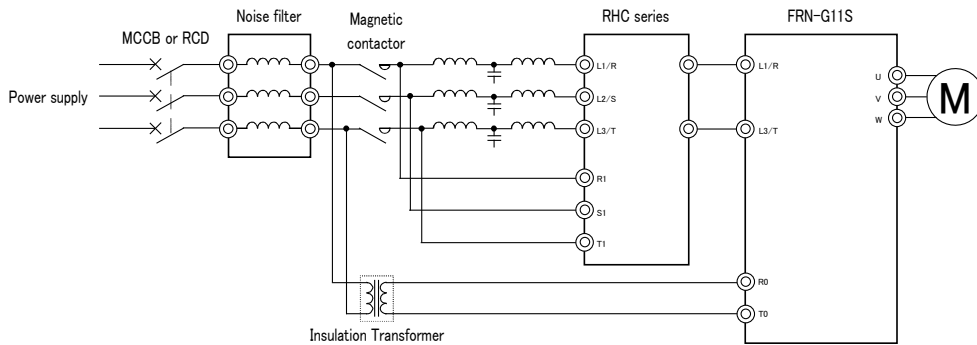 Noise filter
RHC series
FRN-G11S
MCCB or RCD
Magnetic
contactor
Power supply
L1/R
L2/S
L3/T
R1
S1
T1
L1/R
L3/T
U
V
W
M
R0
T0
Insulation Transformer